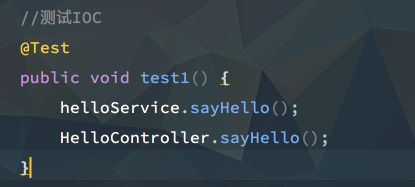 //测试IOC
@Test
public void test1() {
    helloService.sayHello();
    HelloController.sayHello();
}